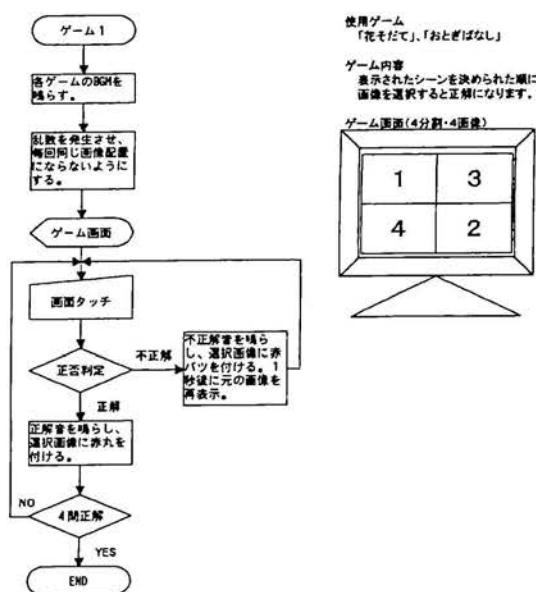 ゲーム1
各ゲームのBGMを
鳴らす。
乱数を発生させ、
毎回同じ画像配置
にならないように
する。
ゲーム画面
画面タッチ
正否判定
不正解
不正解音を鳴ら
し、選択画像に赤
バツを付ける。1
秒後に元の画像を
再表示。
正解
正解音を鳴らし、
選択画像に赤丸を
付ける。
NO
4問正解
YES
END
使用ゲーム
「花そだて」、「おとぎばなし」
ゲーム内容
表示されたシーンを決められた順に
画像を選択すると正解になります。
ゲーム画面(4分割・4画像)
1 3
4 2